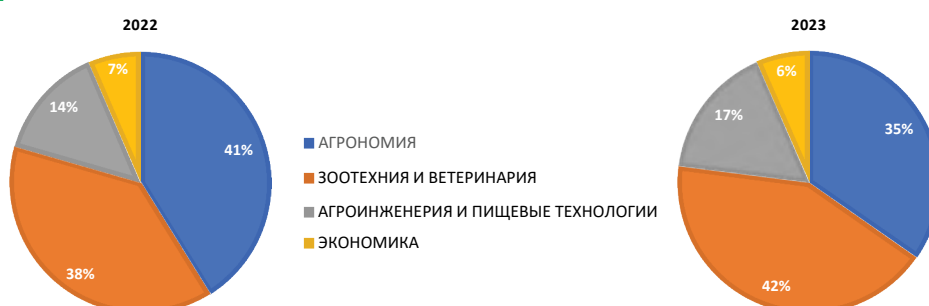 2022
7%
14%
41%
38%
АГРОНОМИЯ
ЗООТЕХНИЯ И ВЕТЕРИНАРИЯ
АГРОИНЖЕНЕРИЯ И ПИЩЕВЫЕ ТЕХНОЛОГИИ
ЭКОНОМИКА
2023
6%
17%
35%
42%